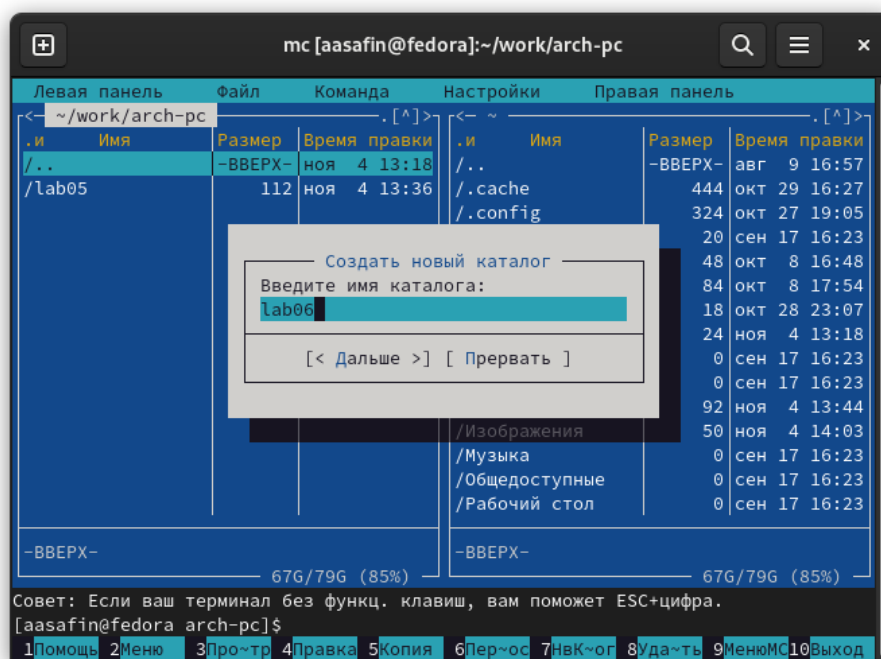 mc [aasafin@fedora]:~/work/arch-pc
Левая панель Файл Команда Настройки Правая панель
<— ~/work/arch-pc .[^]> <— ~ .[^]>
.и Имя Размер Время правки .и Имя Размер Время правки
/.. -ВВЕРХ- ноя 4 13:18 /.. -ВВЕРХ- авг 9 16:57
/lab05 112 ноя 4 13:36 /.cache 444 окт 29 16:27
/.config 324 окт 27 19:05
20 сен 17 16:23
Создать новый каталог 48 окт 8 16:48
Введите имя каталога: 84 окт 8 17:54
lab06 18 окт 28 23:07
24 ноя 4 13:18
[< Дальше >] [ Прервать ] 0 сен 17 16:23
0 сен 17 16:23
92 ноя 4 13:44
/Изображения 50 ноя 4 14:03
/Музыка 0 сен 17 16:23
/Общедоступные 0 сен 17 16:23
/Рабочий стол 0 сен 17 16:23
-ВВЕРХ- -ВВЕРХ-
67G/79G (85%) 67G/79G (85%)
Совет: Если ваш терминал без функц. клавиш, вам поможет ESC+цифра.
[aasafin@fedora arch-pc]$
1Помощь 2Меню 3Про~тр 4Правка 5Копия 6Пер~ос 7НвК~ог 8Уда~ть 9МенюМС 10Выход